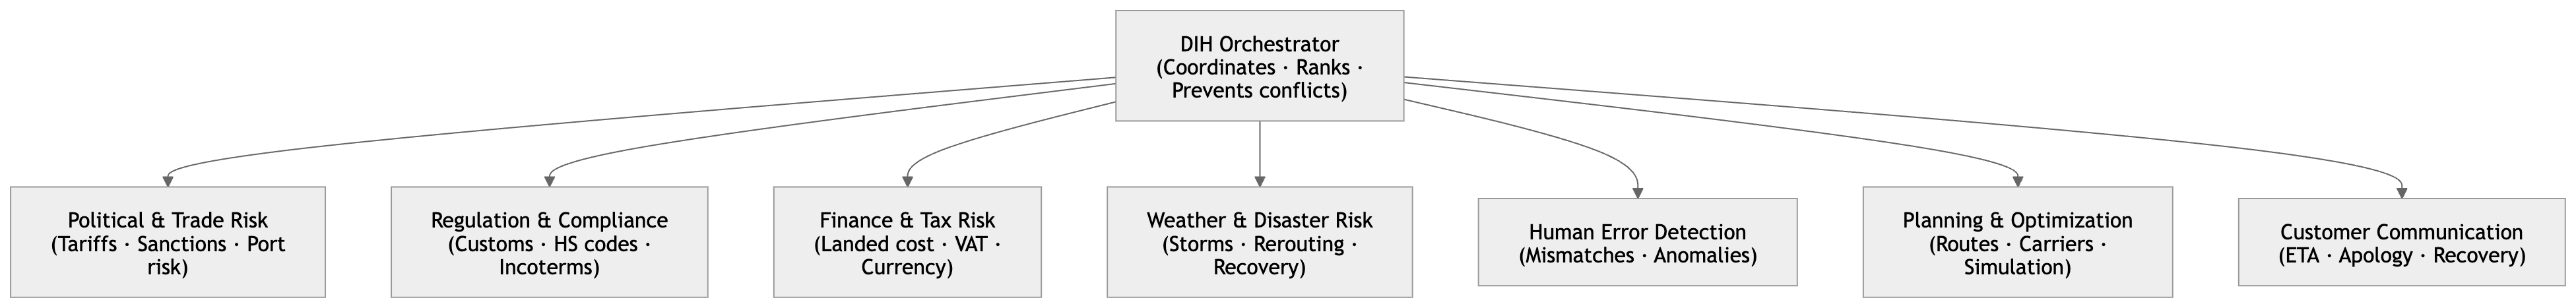 DIH Orchestrator
(Coordinates · Ranks ·
Prevents conflicts)
Political & Trade Risk
(Tariffs · Sanctions · Port
risk)
Regulation & Compliance
(Customs · HS codes ·
Incoterms)
Finance & Tax Risk
(Landed cost · VAT ·
Currency)
Weather & Disaster Risk
(Storms · Rerouting ·
Recovery)
Human Error Detection
(Mismatches · Anomalies)
Planning & Optimization
(Routes · Carriers ·
Simulation)
Customer Communication
(ETA · Apology · Recovery)